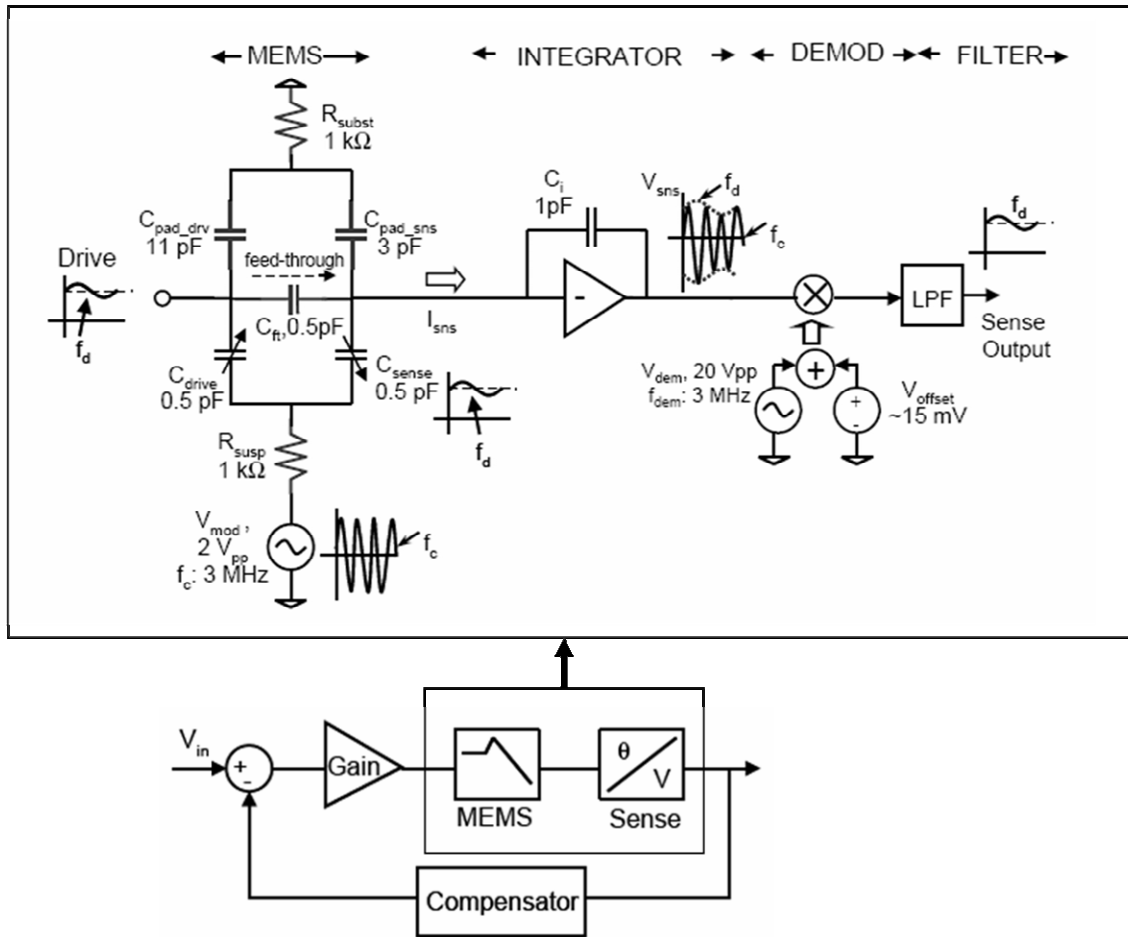 MEMS
INTEGRATOR
DEMOD
FILTER
R_subst
1 kΩ
C_pad_drv
11 pF
C_pad_sns
3 pF
feed-through
Drive
f_d
C_ft, 0.5pF
C_drive
0.5 pF
C_sense
0.5 pF
f_d
I_sns
C_i
1pF
-
V_sns
f_d
f_c
LPF
f_d
Sense
Output
V_dem, 20 Vpp
f_dem: 3 MHz
+
+
-
V_offset
~15 mV
R_susp
1 kΩ
V_mod ,
2 V_pp
f_c: 3 MHz
f_c
V_in
+
-
Gain
MEMS
θ
V
Sense
Compensator